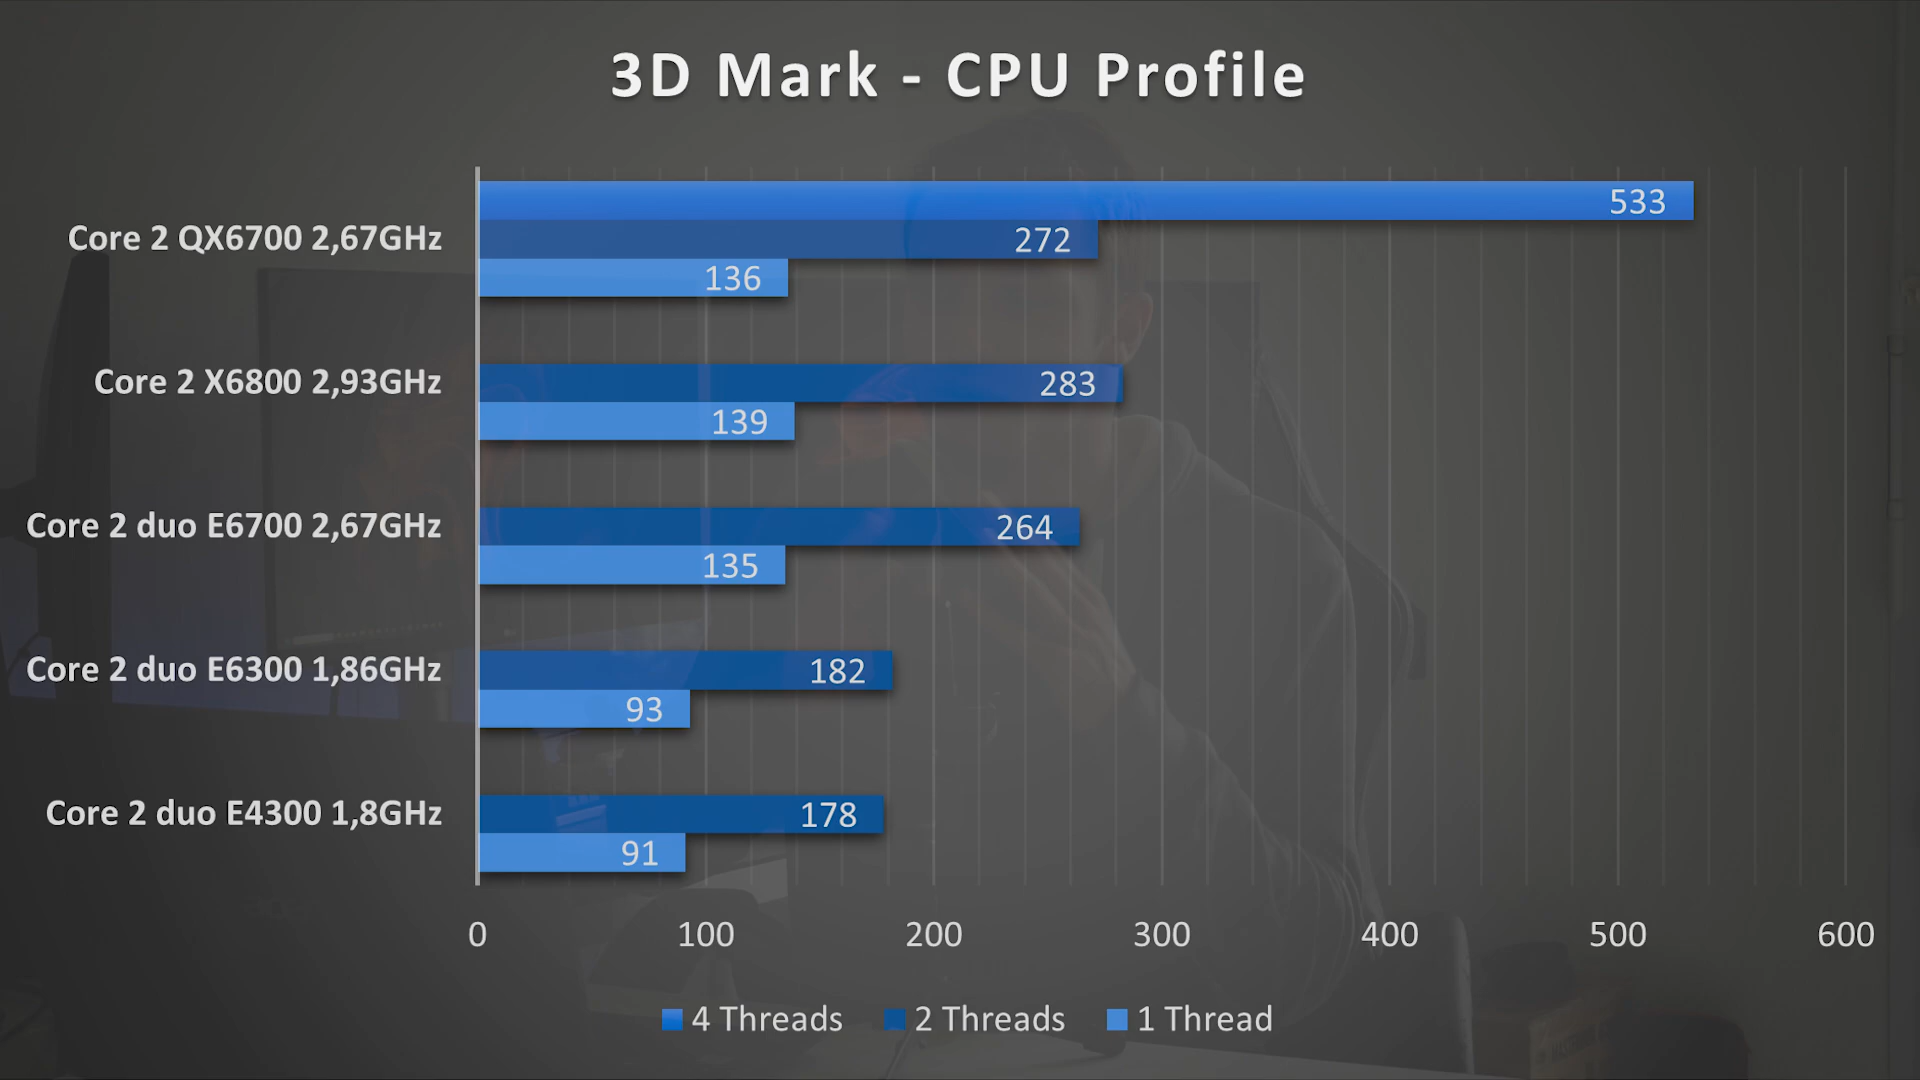 3D Mark - CPU Profile
Core 2 QX6700 2,67GHz
533
272
136
Core 2 X6800 2,93GHz
283
139
Core 2 duo E6700 2,67GHz
264
135
Core 2 duo E6300 1,86GHz
182
93
Core 2 duo E4300 1,8GHz
178
91
0 100 200 300 400 500 600
4 Threads 2 Threads 1 Thread